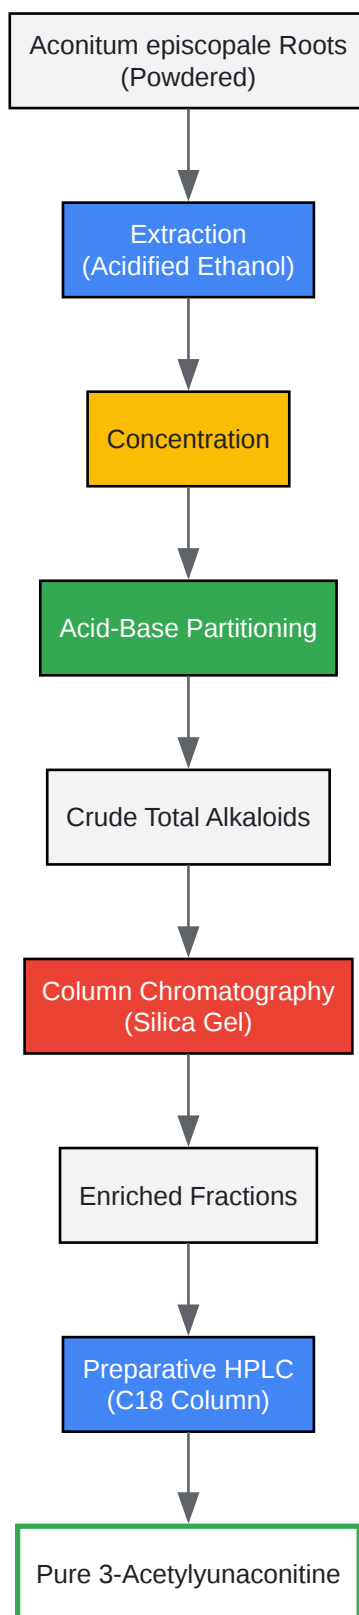 Aconitum episcopale Roots
(Powdered)
Extraction
(Acidified Ethanol)
Concentration
Acid-Base Partitioning
Crude Total Alkaloids
Column Chromatography
(Silica Gel)
Enriched Fractions
Preparative HPLC
(C18 Column)
Pure 3-Acetylyunaconitine